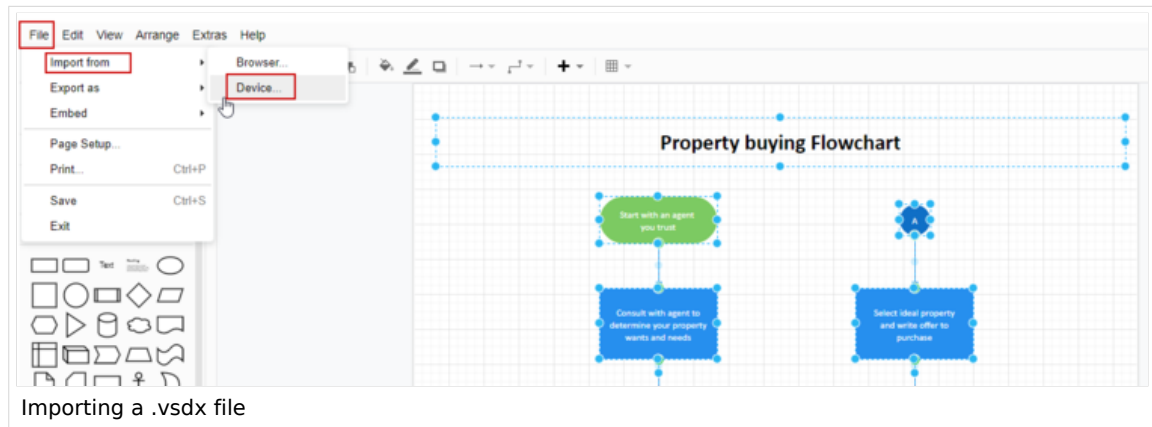 File Edit View Arrange Extras Help
Import from Browser...
Export as Device...
Embed
Page Setup...
Print... Ctrl+P
Save Ctrl+S
Exit
Text
Property buying Flowchart
Start with an agent
you trust
A
Consult with agent to
determine your property
wants and needs
Select ideal property
and write offer to
purchase
Importing a .vsdx file